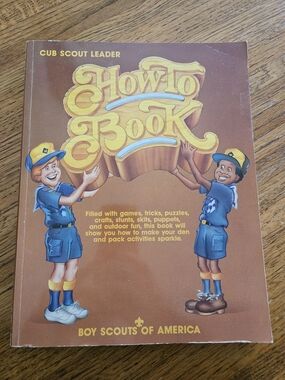 CUB SCOUT LEADER
How-To
Book
Filled with games, tricks, puzzles,
crafts, stunts, skits, puppets,
and outdoor fun, this book will
show you how to make your den
and pack activities sparkle.
BOY SCOUTS OF AMERICA